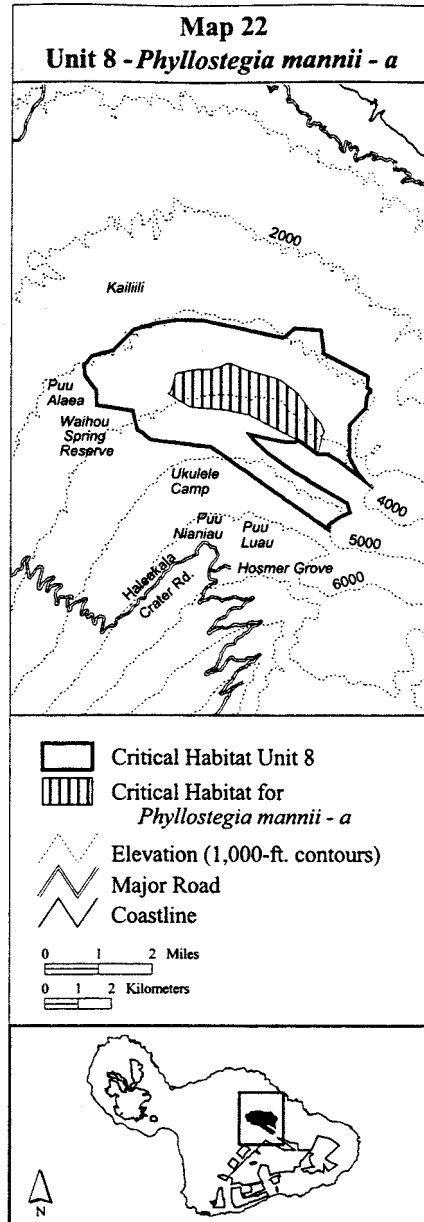 Map 22
Unit 8 - Phyllostegia mannii - a
2000
Kailiili
Puu
Alaea
Waihou
Spring
Reserve
Ukulele
Camp
4000
Puu
Nianiau
Puu
Luau
5000
Haleekala
Crater Rd.
Hosmer Grove
6000
Critical Habitat Unit 8
Critical Habitat for
Phyllostegia mannii - a
Elevation (1,000-ft. contours)
Major Road
Coastline
0 1 2 Miles
0 1 2 Kilometers
N